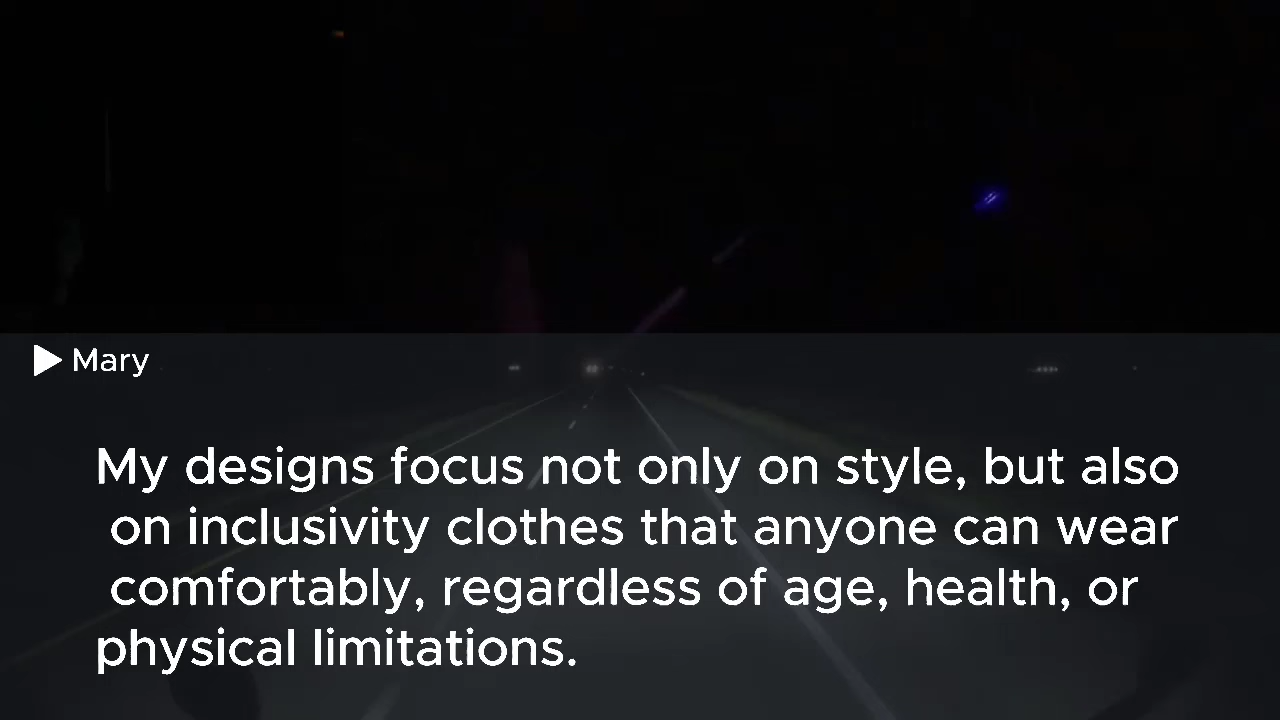 Mary
My designs focus not only on style, but also
on inclusivity clothes that anyone can wear
comfortably, regardless of age, health, or
physical limitations.